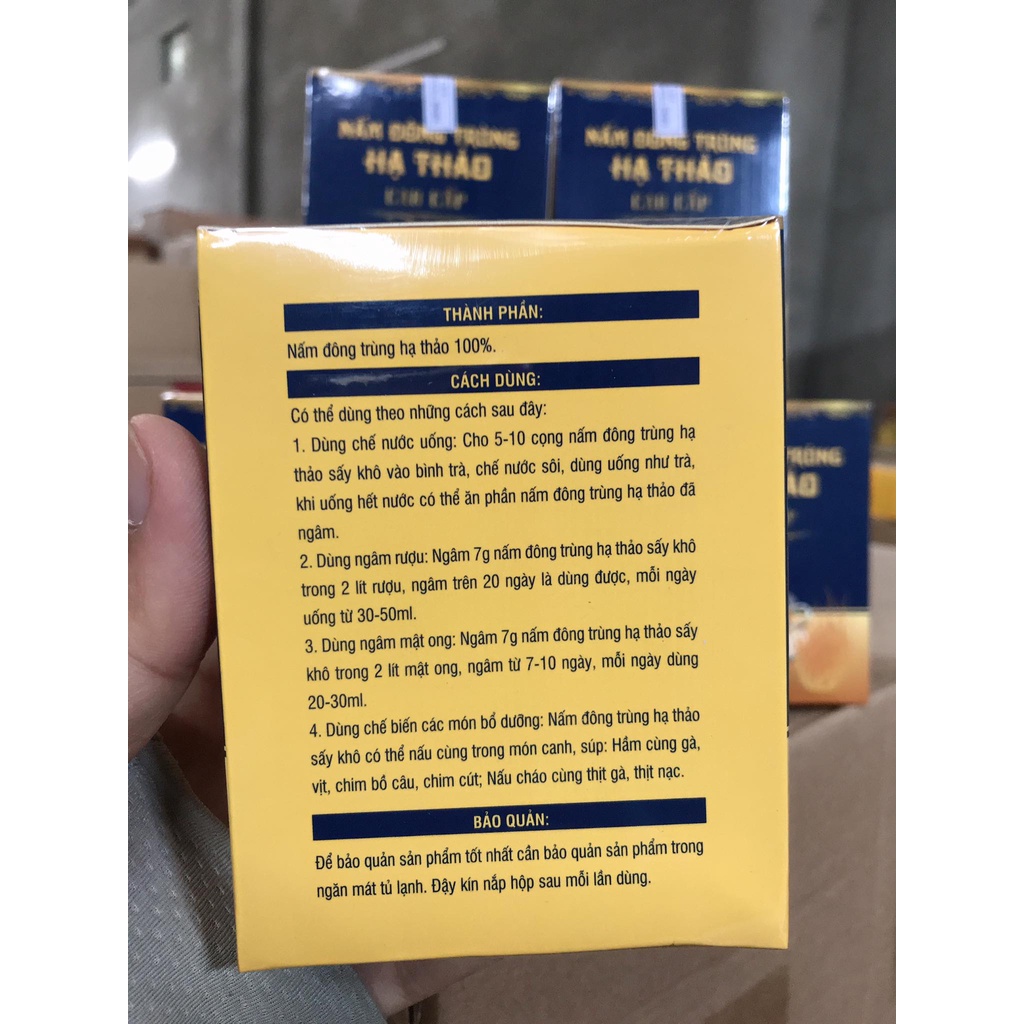 NẤM ĐÔNG TRÙNG
HẠ THẢO
CAO CẤP
NẤM ĐÔNG TRÙNG
HẠ THẢO
CAO CẤP
THÀNH PHẦN:
Nấm đông trùng hạ thảo 100%.
CÁCH DÙNG:
Có thể dùng theo những cách sau đây:
1. Dùng chế nước uống: Cho 5-10 cọng nấm đông trùng hạ
thảo sấy khô vào bình trà, chế nước sôi, dùng uống như trà,
khi uống hết nước có thể ăn phần nấm đông trùng hạ thảo đã
ngâm.
2. Dùng ngâm rượu: Ngâm 7g nấm đông trùng hạ thảo sấy khô
trong 2 lít rượu, ngâm trên 20 ngày là dùng được, mỗi ngày
uống từ 30-50ml.
3. Dùng ngâm mật ong: Ngâm 7g nấm đông trùng hạ thảo sấy
khô trong 2 lít mật ong, ngâm từ 7-10 ngày, mỗi ngày dùng
20-30ml.
4. Dùng chế biến các món bổ dưỡng: Nấm đông trùng hạ thảo
sấy khô có thể nấu cùng trong món canh, súp: Hầm cùng gà,
vịt, chim bồ câu, chim cút; Nấu cháo cùng thịt gà, thịt nạc.
BẢO QUẢN:
Để bảo quản sản phẩm tốt nhất cần bảo quản sản phẩm trong
ngăn mát tủ lạnh. Đậy kín nắp hộp sau mỗi lần dùng.